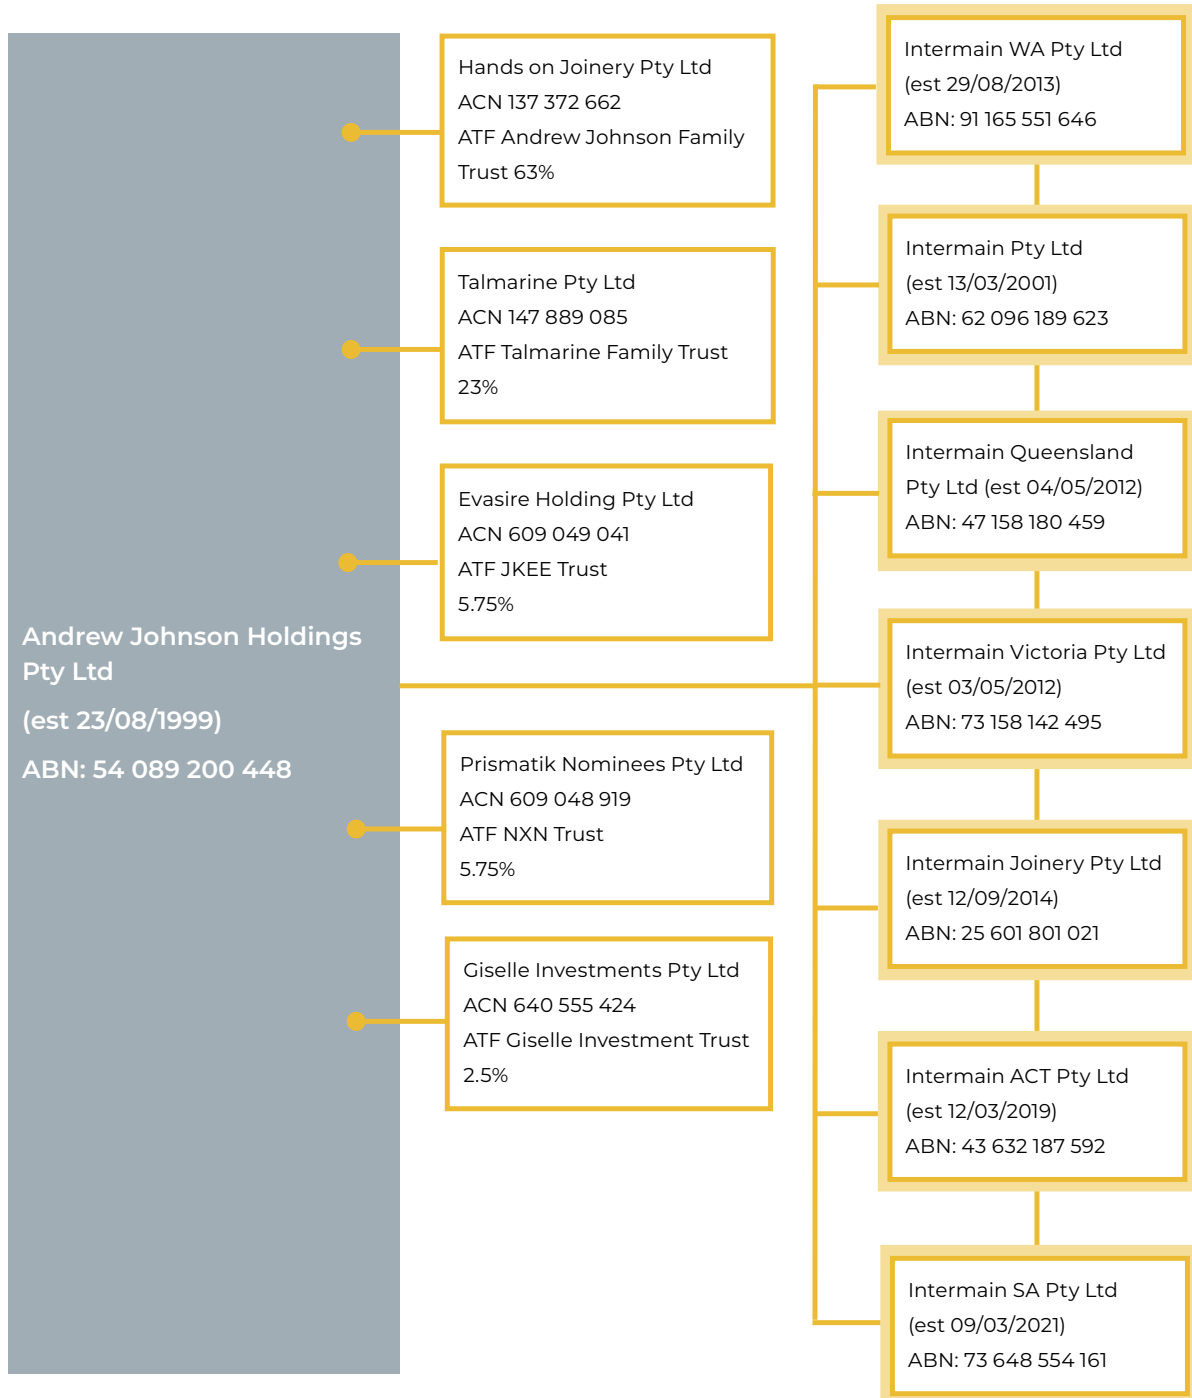 Andrew Johnson Holdings
Pty Ltd
(est 23/08/1999)
ABN: 54 089 200 448
Hands on Joinery Pty Ltd
ACN 137 372 662
ATF Andrew Johnson Family
Trust 63%
Talmarine Pty Ltd
ACN 147 889 085
ATF Talmarine Family Trust
23%
Evasire Holding Pty Ltd
ACN 609 049 041
ATF JKEE Trust
5.75%
Prismatik Nominees Pty Ltd
ACN 609 048 919
ATF NXN Trust
5.75%
Giselle Investments Pty Ltd
ACN 640 555 424
ATF Giselle Investment Trust
2.5%
Intermain WA Pty Ltd
(est 29/08/2013)
ABN: 91 165 551 646
Intermain Pty Ltd
(est 13/03/2001)
ABN: 62 096 189 623
Intermain Queensland
Pty Ltd (est 04/05/2012)
ABN: 47 158 180 459
Intermain Victoria Pty Ltd
(est 03/05/2012)
ABN: 73 158 142 495
Intermain Joinery Pty Ltd
(est 12/09/2014)
ABN: 25 601 801 021
Intermain ACT Pty Ltd
(est 12/03/2019)
ABN: 43 632 187 592
Intermain SA Pty Ltd
(est 09/03/2021)
ABN: 73 648 554 161